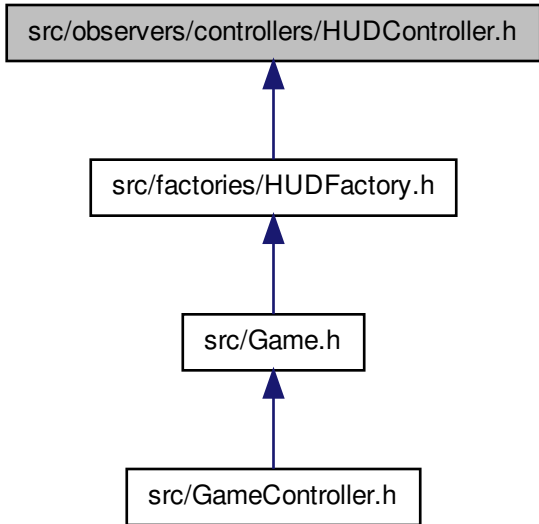 src/observers/controllers/HUDController.h
src/factories/HUDFactory.h
src/Game.h
src/GameController.h